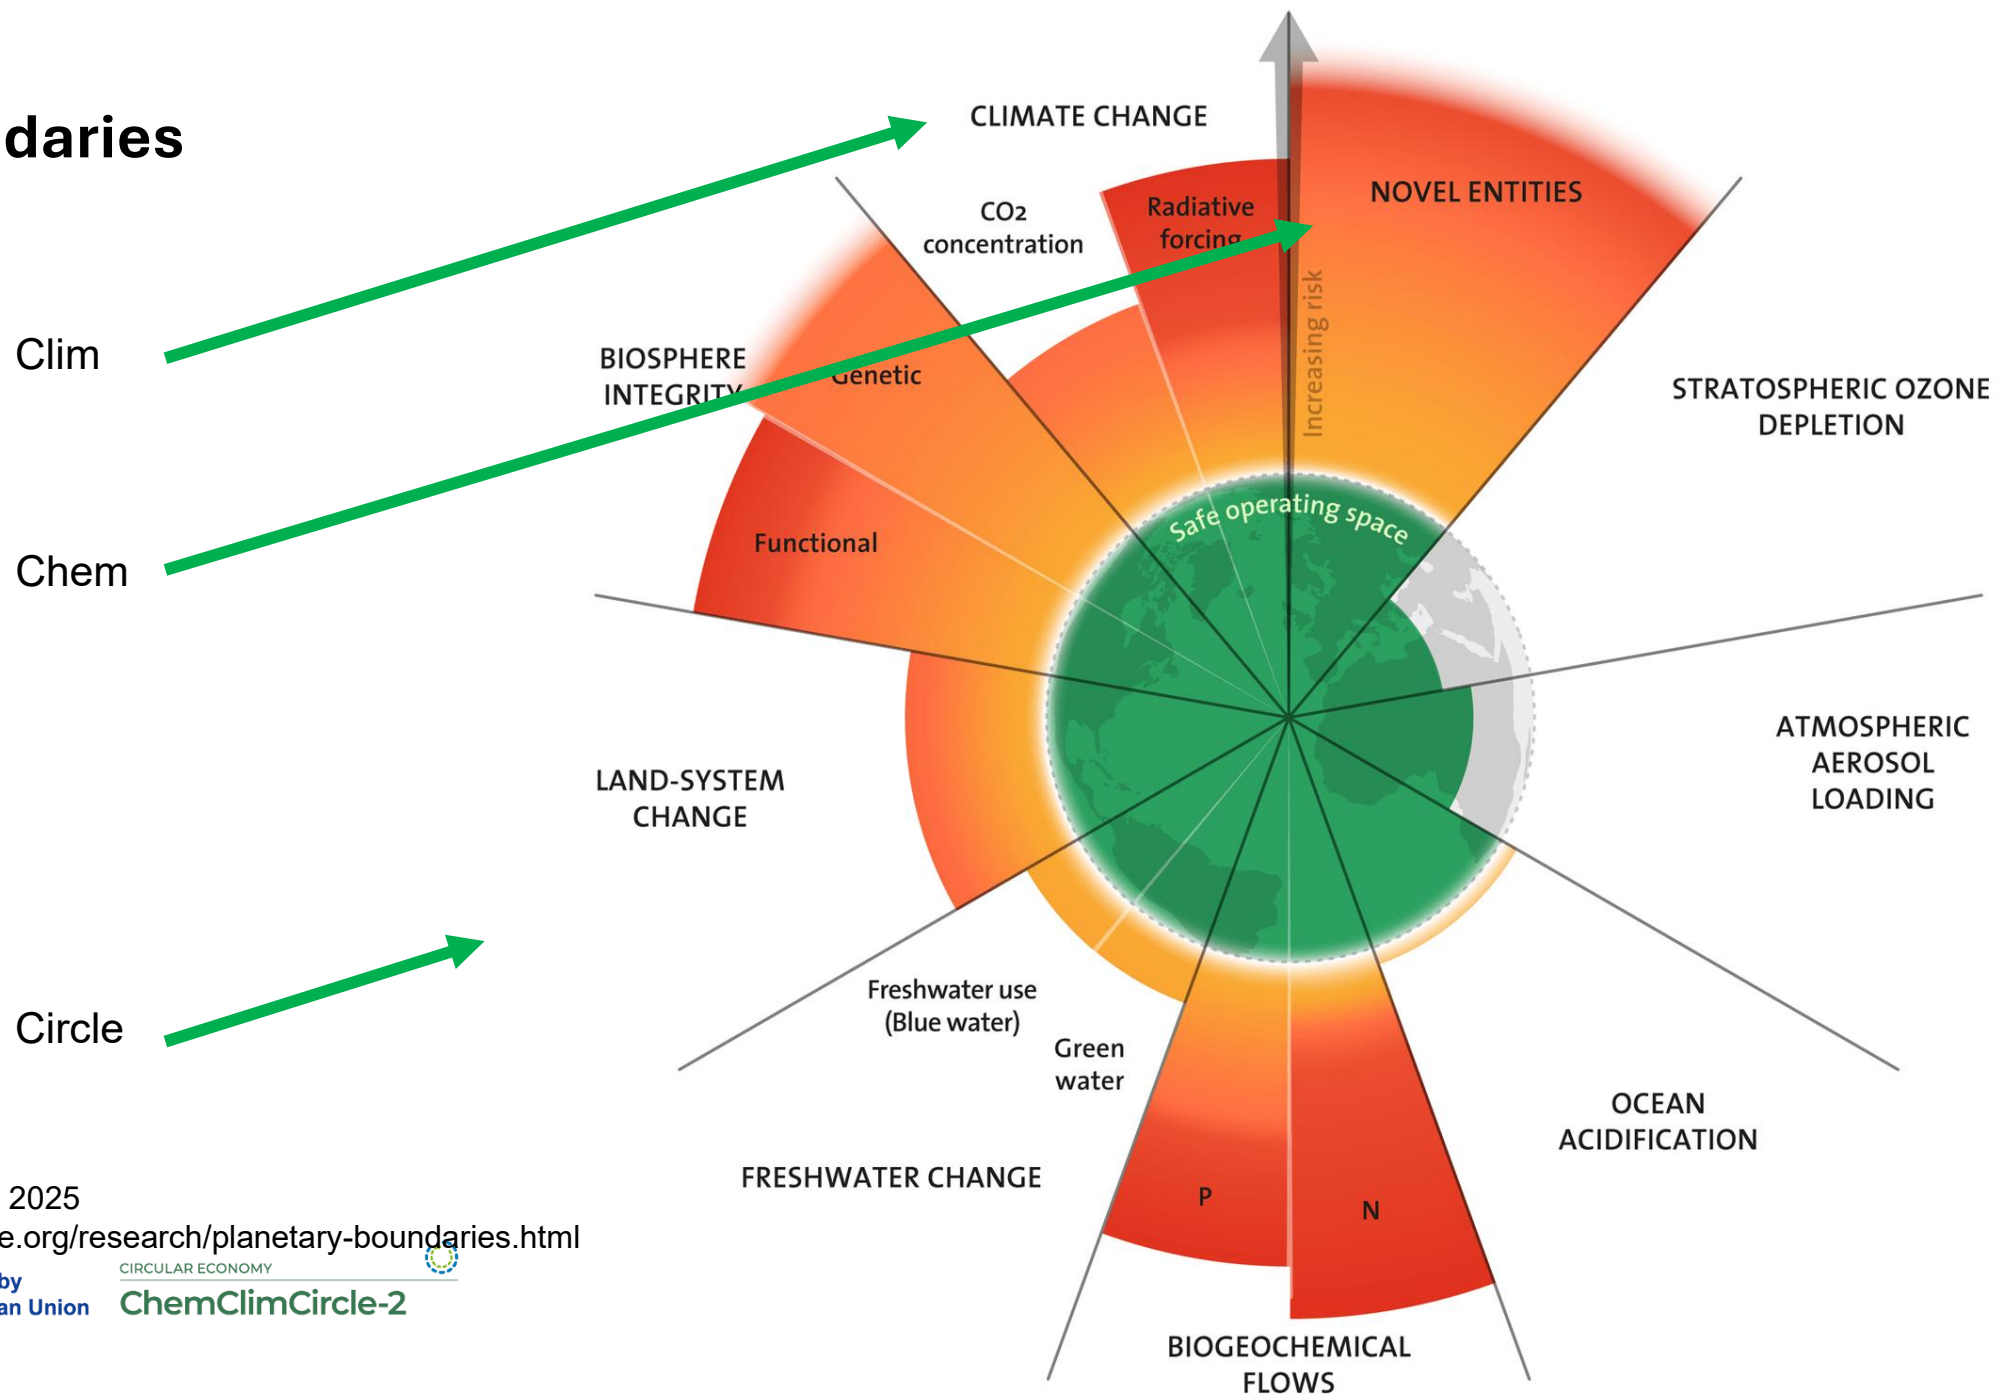 daries
Clim
Chem
Circle
CLIMATE CHANGE
CO2
concentration
Radiative
forcing
NOVEL ENTITIES
Increasing risk
STRATOSPHERIC OZONE
DEPLETION
ATMOSPHERIC
AEROSOL
LOADING
OCEAN
ACIDIFICATION
BIOGEOCHEMICAL
FLOWS
P
N
FRESHWATER CHANGE
Freshwater use
(Blue water)
Green
water
LAND-SYSTEM
CHANGE
BIOSPHERE
INTEGRITY
Genetic
Functional
Safe operating space
2025
e.org/research/planetary-boundaries.html
by
an Union
CIRCULAR ECONOMY
ChemClimCircle-2